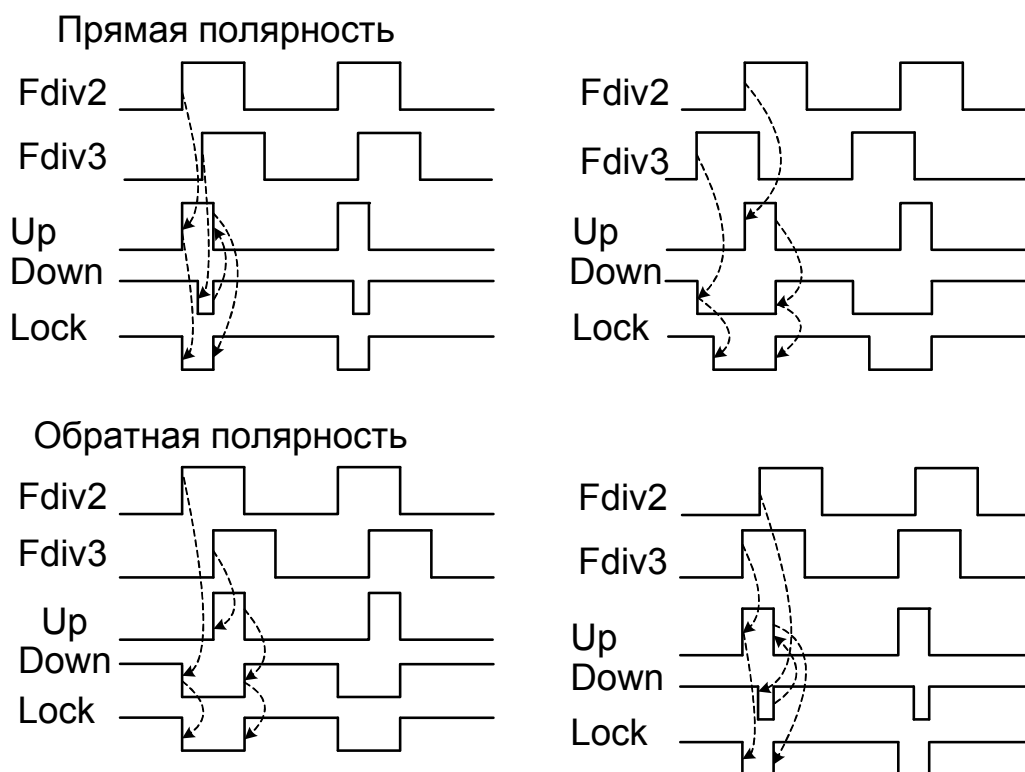 Прямая полярность
Fdiv2
Fdiv3
Up
Down
Lock
Fdiv2
Fdiv3
Up
Down
Lock
Обратная полярность
Fdiv2
Fdiv3
Up
Down
Lock
Fdiv2
Fdiv3
Up
Down
Lock